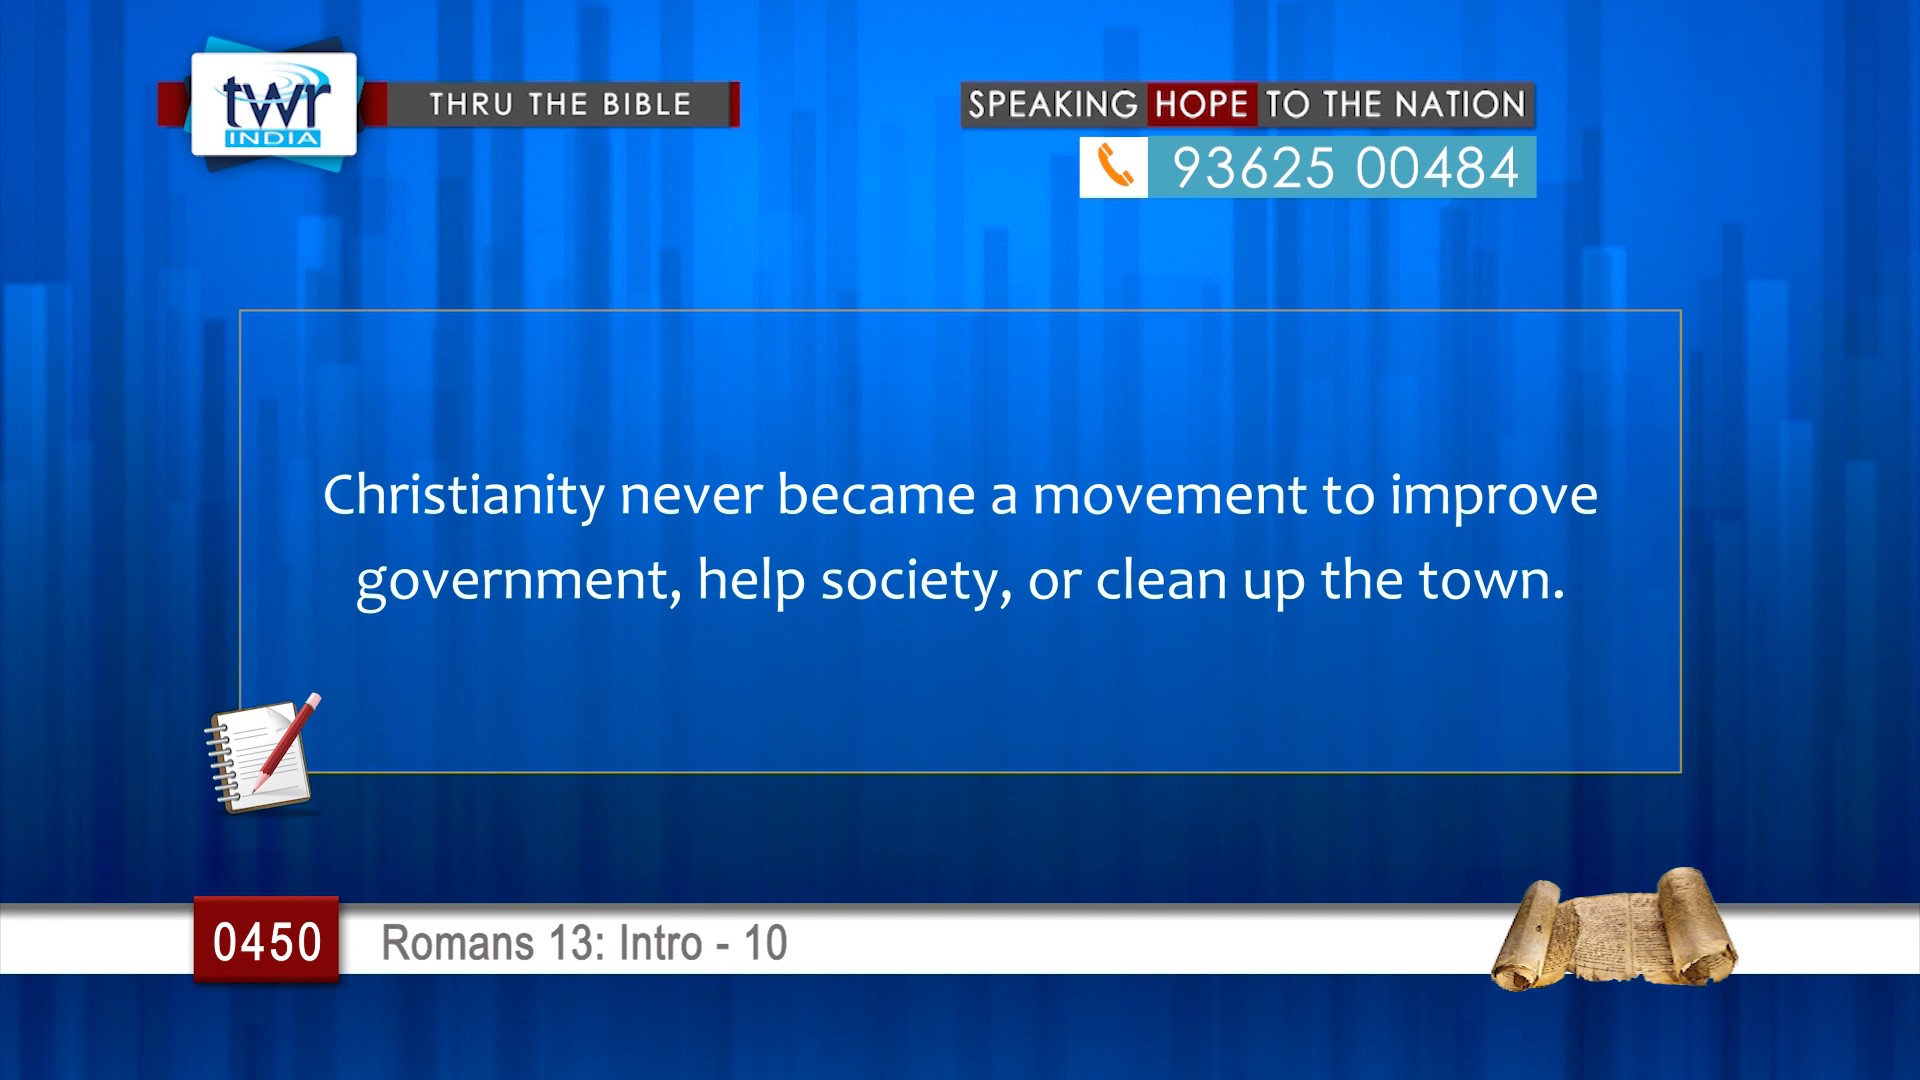 twr
INDIA
THRU THE BIBLE
SPEAKING HOPE TO THE NATION
93625 00484
Christianity never became a movement to improve
government, help society, or clean up the town.
0450
Romans 13: Intro - 10